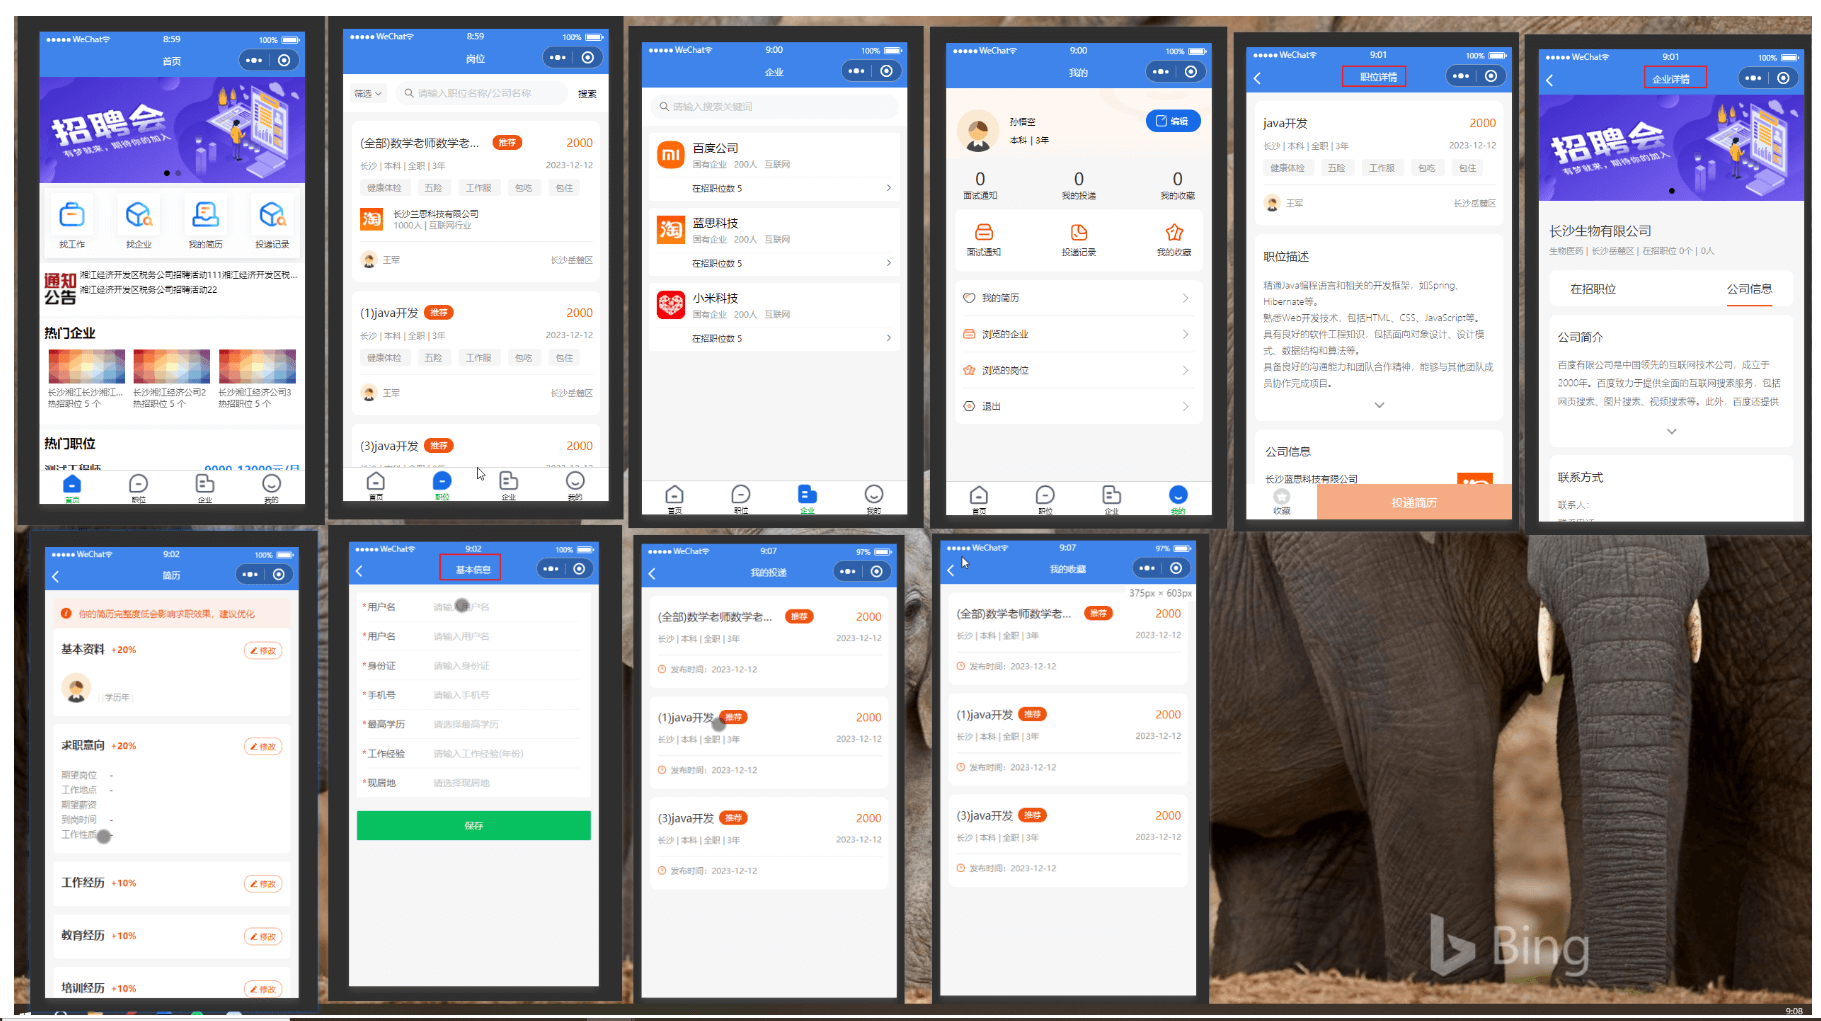 WeChat 8:59 100%
首页
招聘会
有梦就来，期待你的加入
找工作 找企业 我的简历 投递记录
通知公告
湘江经济开发区税务公司招聘活动111湘江经济开发区税...
湘江经济开发区税务公司招聘活动22
热门企业
长沙湘江长沙湘江... 长沙湘江经济公司2 长沙湘江经济公司3
热招职位 5 个 热招职位 5 个 热招职位 5 个
热门职位
测试工程师 9000-12000元/月
首页 职位 企业 我的
WeChat 8:59 100%
岗位
筛选 请输入职位名称/公司名称 搜索
(全部)数学老师数学老... 推荐 2000
长沙 | 本科 | 全职 | 3年 2023-12-12
健康体检 五险 工作服 包吃 包住
淘 长沙兰思科技有限公司
1000人 | 互联网行业
王军 长沙岳麓区
(1)java开发 推荐 2000
长沙 | 本科 | 全职 | 3年 2023-12-12
健康体检 五险 工作服 包吃 包住
王军 长沙岳麓区
(3)java开发 推荐 2000
首页 职位 企业 我的
WeChat 9:00 100%
企业
请输入搜索关键词
百度公司
国有企业 200人 互联网
在招职位数 5
淘 蓝思科技
国有企业 200人 互联网
在招职位数 5
小米科技
国有企业 200人 互联网
在招职位数 5
首页 职位 企业 我的
WeChat 9:00 100%
我的
孙悟空
本科 | 3年
编辑
0 0 0
面试通知 我的投递 我的收藏
面试通知 投递记录 我的收藏
我的简历
浏览的企业
浏览的岗位
退出
首页 职位 企业 我的
WeChat 9:01 100%
职位详情
java开发 2000
长沙 | 本科 | 全职 | 3年 2023-12-12
健康体检 五险 工作服 包吃 包住
王军 长沙岳麓区
职位描述
精通Java编程语言和相关的开发框架，如Spring、
Hibernate等。
熟悉Web开发技术，包括HTML、CSS、JavaScript等。
具有良好的软件工程知识，包括面向对象设计、设计模
式、数据结构和算法等。
具备良好的沟通能力和团队合作精神，能够与其他团队成
员协作完成项目。
公司信息
长沙蓝思科技有限公司
收藏 投递简历
WeChat 9:01 100%
企业详情
招聘会
有梦就来，期待你的加入
长沙生物有限公司
生物医药 | 长沙岳麓区 | 在招职位 0个 | 0人
在招职位 公司信息
公司简介
百度有限公司是中国领先的互联网技术公司，成立于
2000年。百度致力于提供全面的互联网搜索服务，包括
网页搜索、图片搜索、视频搜索等。此外，百度还提供
联系方式
联系人：
WeChat 9:02 100%
简历
你的简历完整度低会影响求职效果，建议优化
基本资料 +20% 修改
| 学历年 |
求职意向 +20% 修改
期望岗位 -
工作地点 -
期望薪资
到岗时间 -
工作性质 -
工作经历 +10% 修改
教育经历 +10% 修改
培训经历 +10% 修改
WeChat 9:02 100%
基本信息
*用户名 请输入用户名
*用户名 请输入用户名
*身份证 请输入身份证
*手机号 请输入手机号
*最高学历 请选择最高学历
*工作经验 请输入工作经验(年份)
*现居地 请选择现居地
保存
WeChat 9:07 97%
我的投递
(全部)数学老师数学老... 推荐 2000
长沙 | 本科 | 全职 | 3年 2023-12-12
发布时间：2023-12-12
(1)java开发 推荐 2000
长沙 | 本科 | 全职 | 3年 2023-12-12
发布时间：2023-12-12
(3)java开发 推荐 2000
长沙 | 本科 | 全职 | 3年 2023-12-12
发布时间：2023-12-12
WeChat 9:07 97%
我的收藏
375px × 603px
(全部)数学老师数学老... 推荐 2000
长沙 | 本科 | 全职 | 3年 2023-12-12
发布时间：2023-12-12
(1)java开发 推荐 2000
长沙 | 本科 | 全职 | 3年 2023-12-12
发布时间：2023-12-12
(3)java开发 推荐 2000
长沙 | 本科 | 全职 | 3年 2023-12-12
发布时间：2023-12-12
Bing
9:08